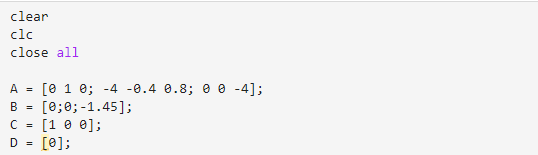 clear
clc
close all
A = [0 1 0; -4 -0.4 0.8; 0 0 -4];
B = [0;0;-1.45];
C = [1 0 0];
D = [0];